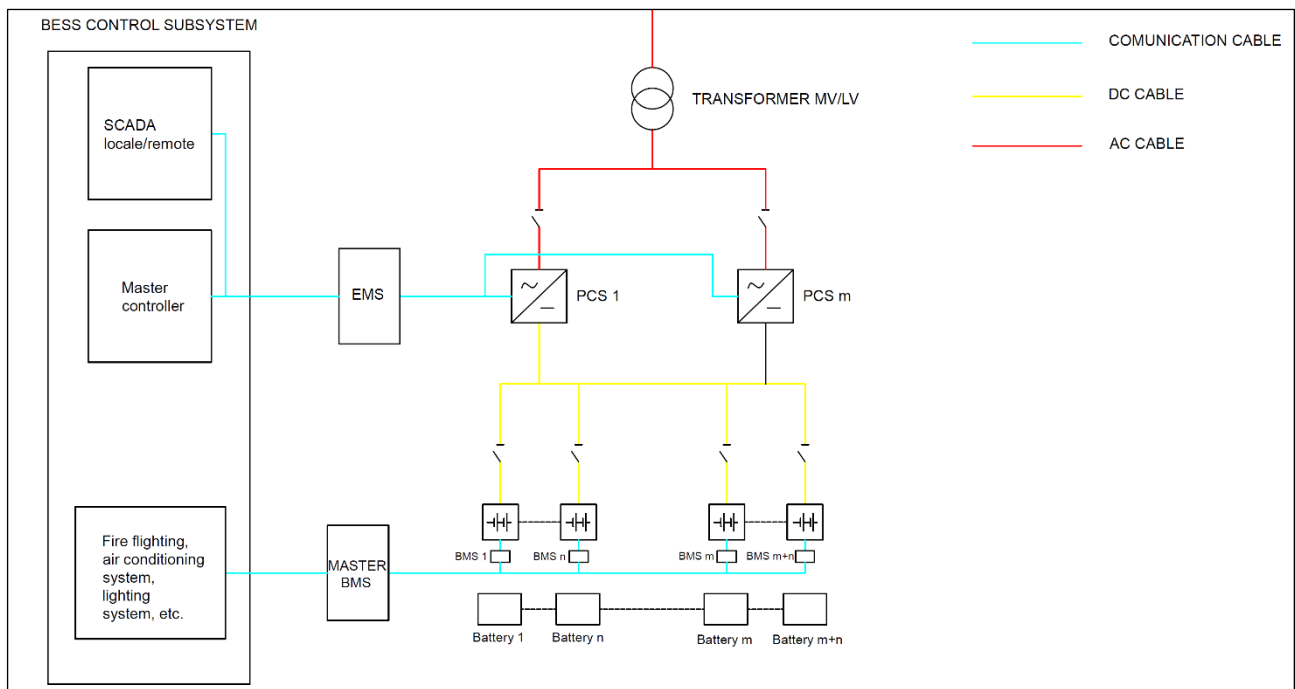 BESS CONTROL SUBSYSTEM
SCADA
locale/remote
Master
controller
Fire flighting,
air conditioning
system,
lighting
system, etc.
EMS
MASTER
BMS
TRANSFORMER MV/LV
PCS 1
PCS m
BMS 1
BMS n
BMS m
BMS m+n
Battery 1
Battery n
Battery m
Battery m+n
COMUNICATION CABLE
DC CABLE
AC CABLE